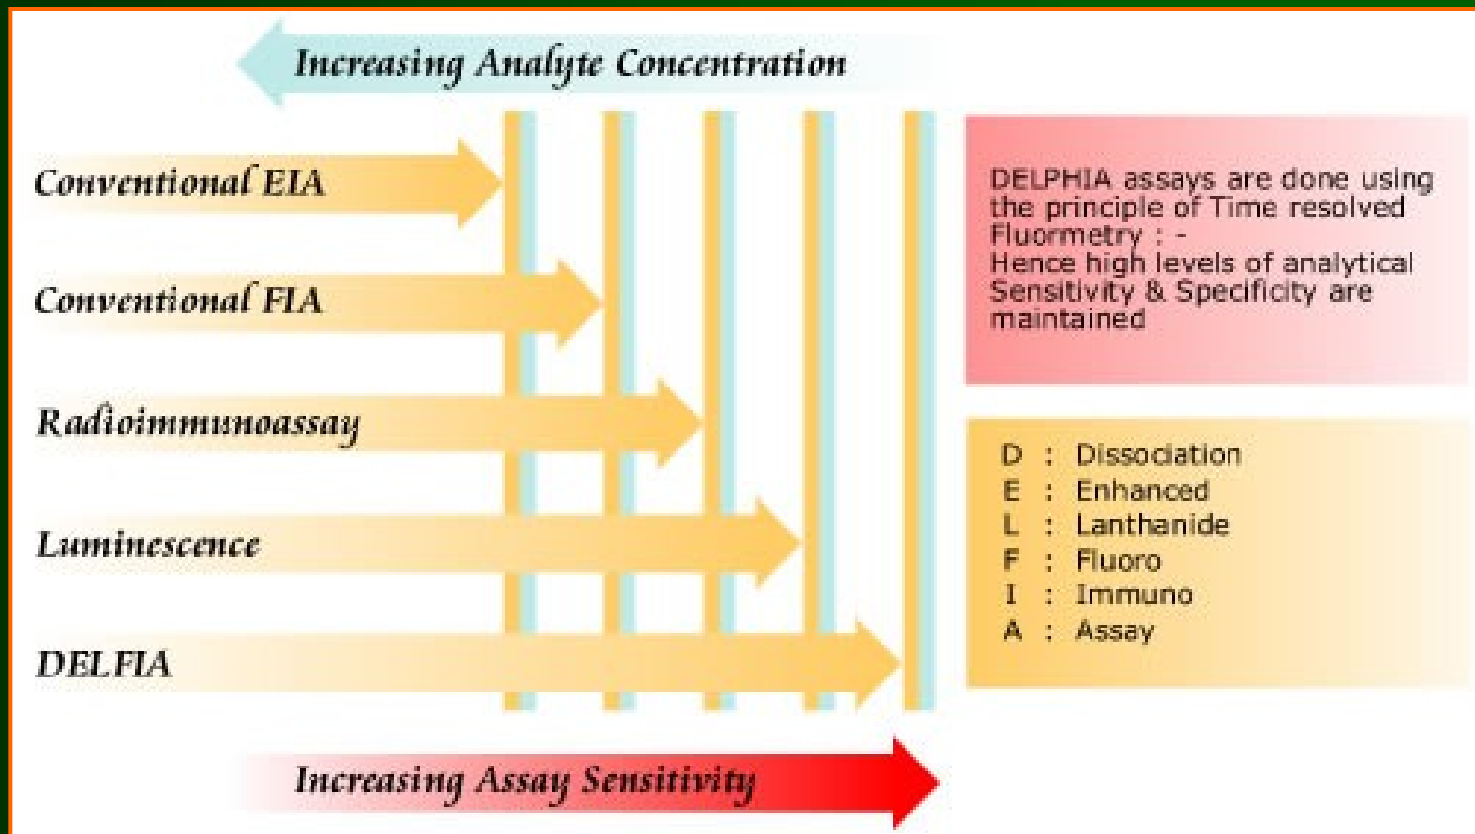 Increasing Analyte Concentration
Conventional EIA
Conventional FIA
Radioimmunoassay
Luminescence
DELFIA
Increasing Assay Sensitivity
DELPHIA assays are done using
the principle of Time resolved
Fluormetry : -
Hence high levels of analytical
Sensitivity & Specificity are
maintained
D : Dissociation
E : Enhanced
L : Lanthanide
F : Fluoro
I : Immuno
A : Assay